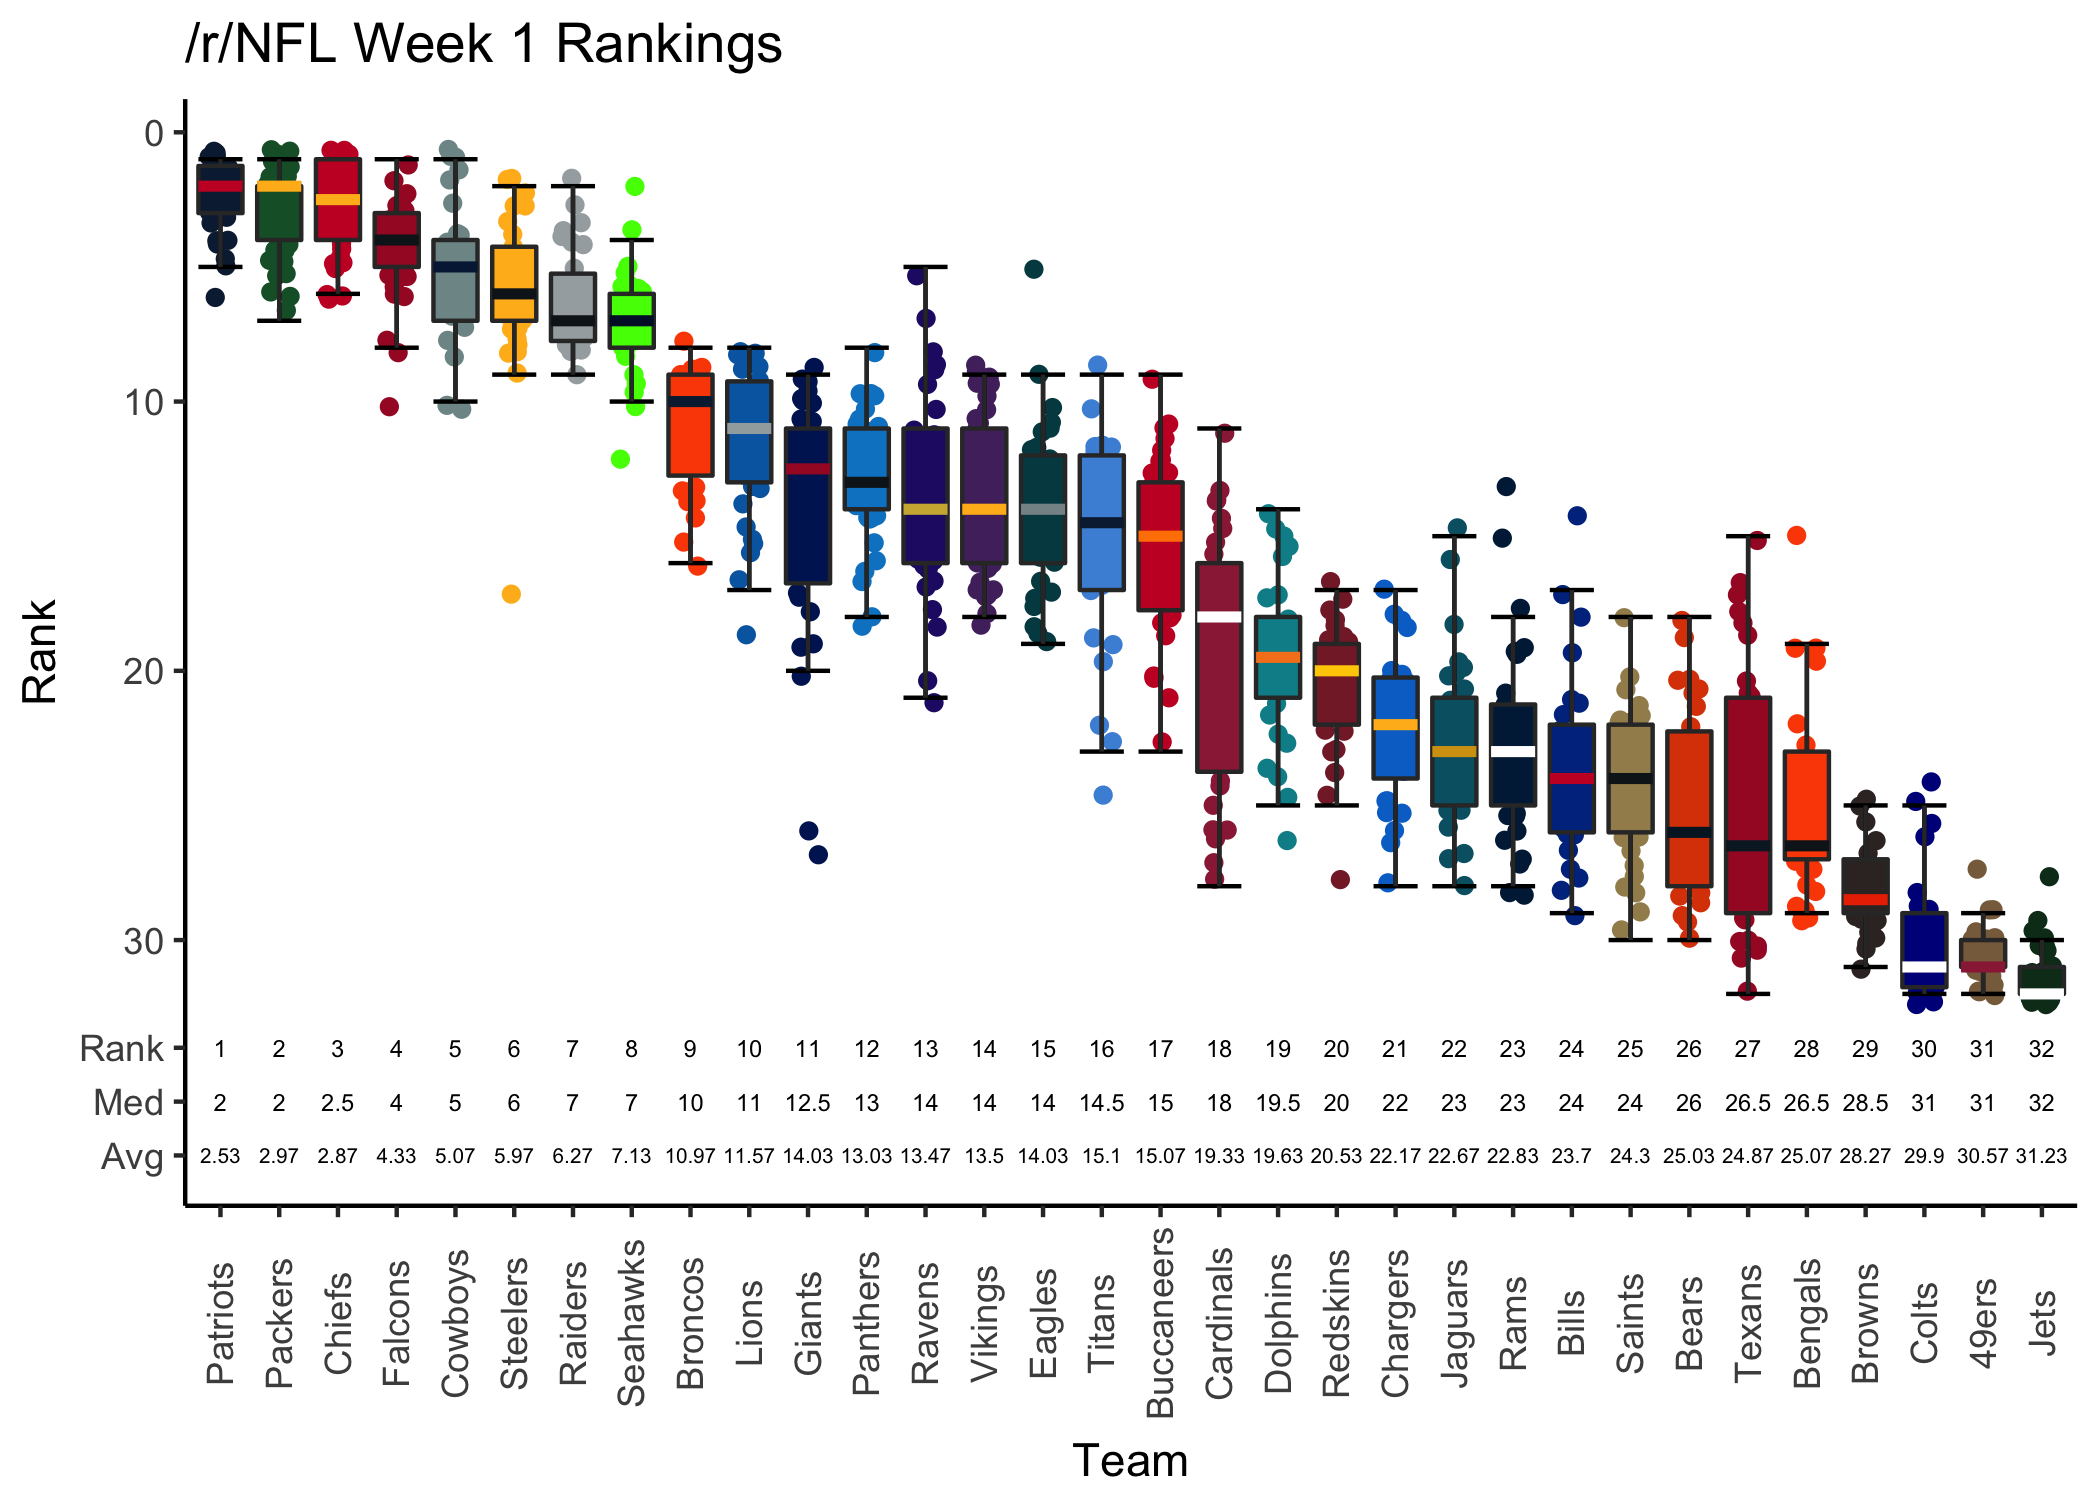 /r/NFL Week 1 Rankings
0
10
20
30
Rank
Rank 1 2 3 4 5 6 7 8 9 10 11 12 13 14 15 16 17 18 19 20 21 22 23 24 25 26 27 28 29 30 31 32
Med 2 2 2.5 4 5 6 7 7 10 11 12.5 13 14 14 14 14.5 15 18 19.5 20 22 23 23 24 24 26 26.5 26.5 28.5 31 31 32
Avg 2.53 2.97 2.87 4.33 5.07 5.97 6.27 7.13 10.97 11.57 14.03 13.03 13.47 13.5 14.03 15.1 15.07 19.33 19.63 20.53 22.17 22.67 22.83 23.7 24.3 25.03 24.87 25.07 28.27 29.9 30.57 31.23
Patriots
Packers
Chiefs
Falcons
Cowboys
Steelers
Raiders
Seahawks
Broncos
Lions
Giants
Panthers
Ravens
Vikings
Eagles
Titans
Buccaneers
Cardinals
Dolphins
Redskins
Chargers
Jaguars
Rams
Bills
Saints
Bears
Texans
Bengals
Browns
Colts
49ers
Jets
Team